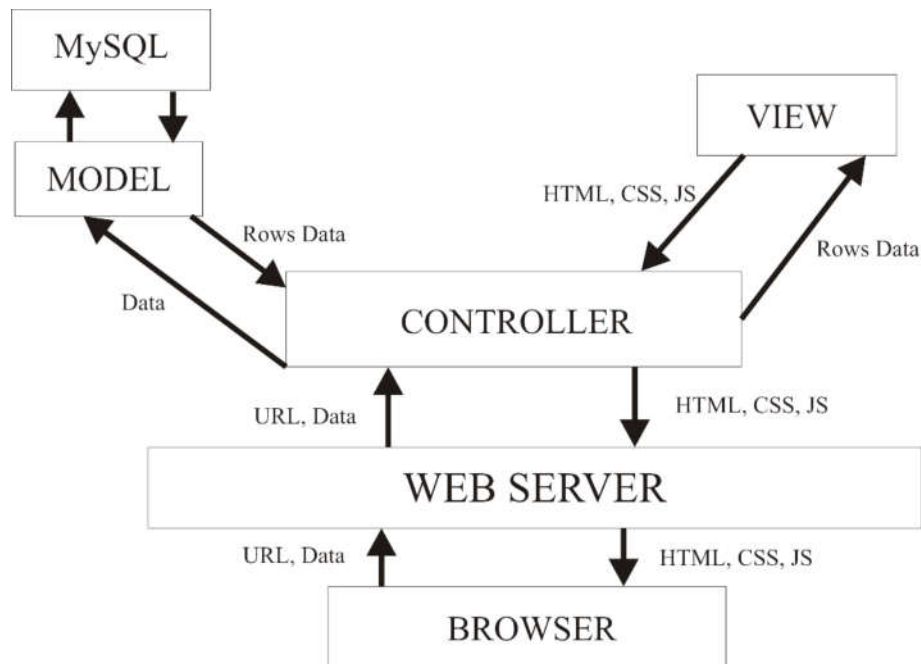 MySQL
VIEW
MODEL
HTML, CSS, JS
Rows Data
Rows Data
Data
CONTROLLER
URL, Data
HTML, CSS, JS
WEB SERVER
URL, Data
HTML, CSS, JS
BROWSER